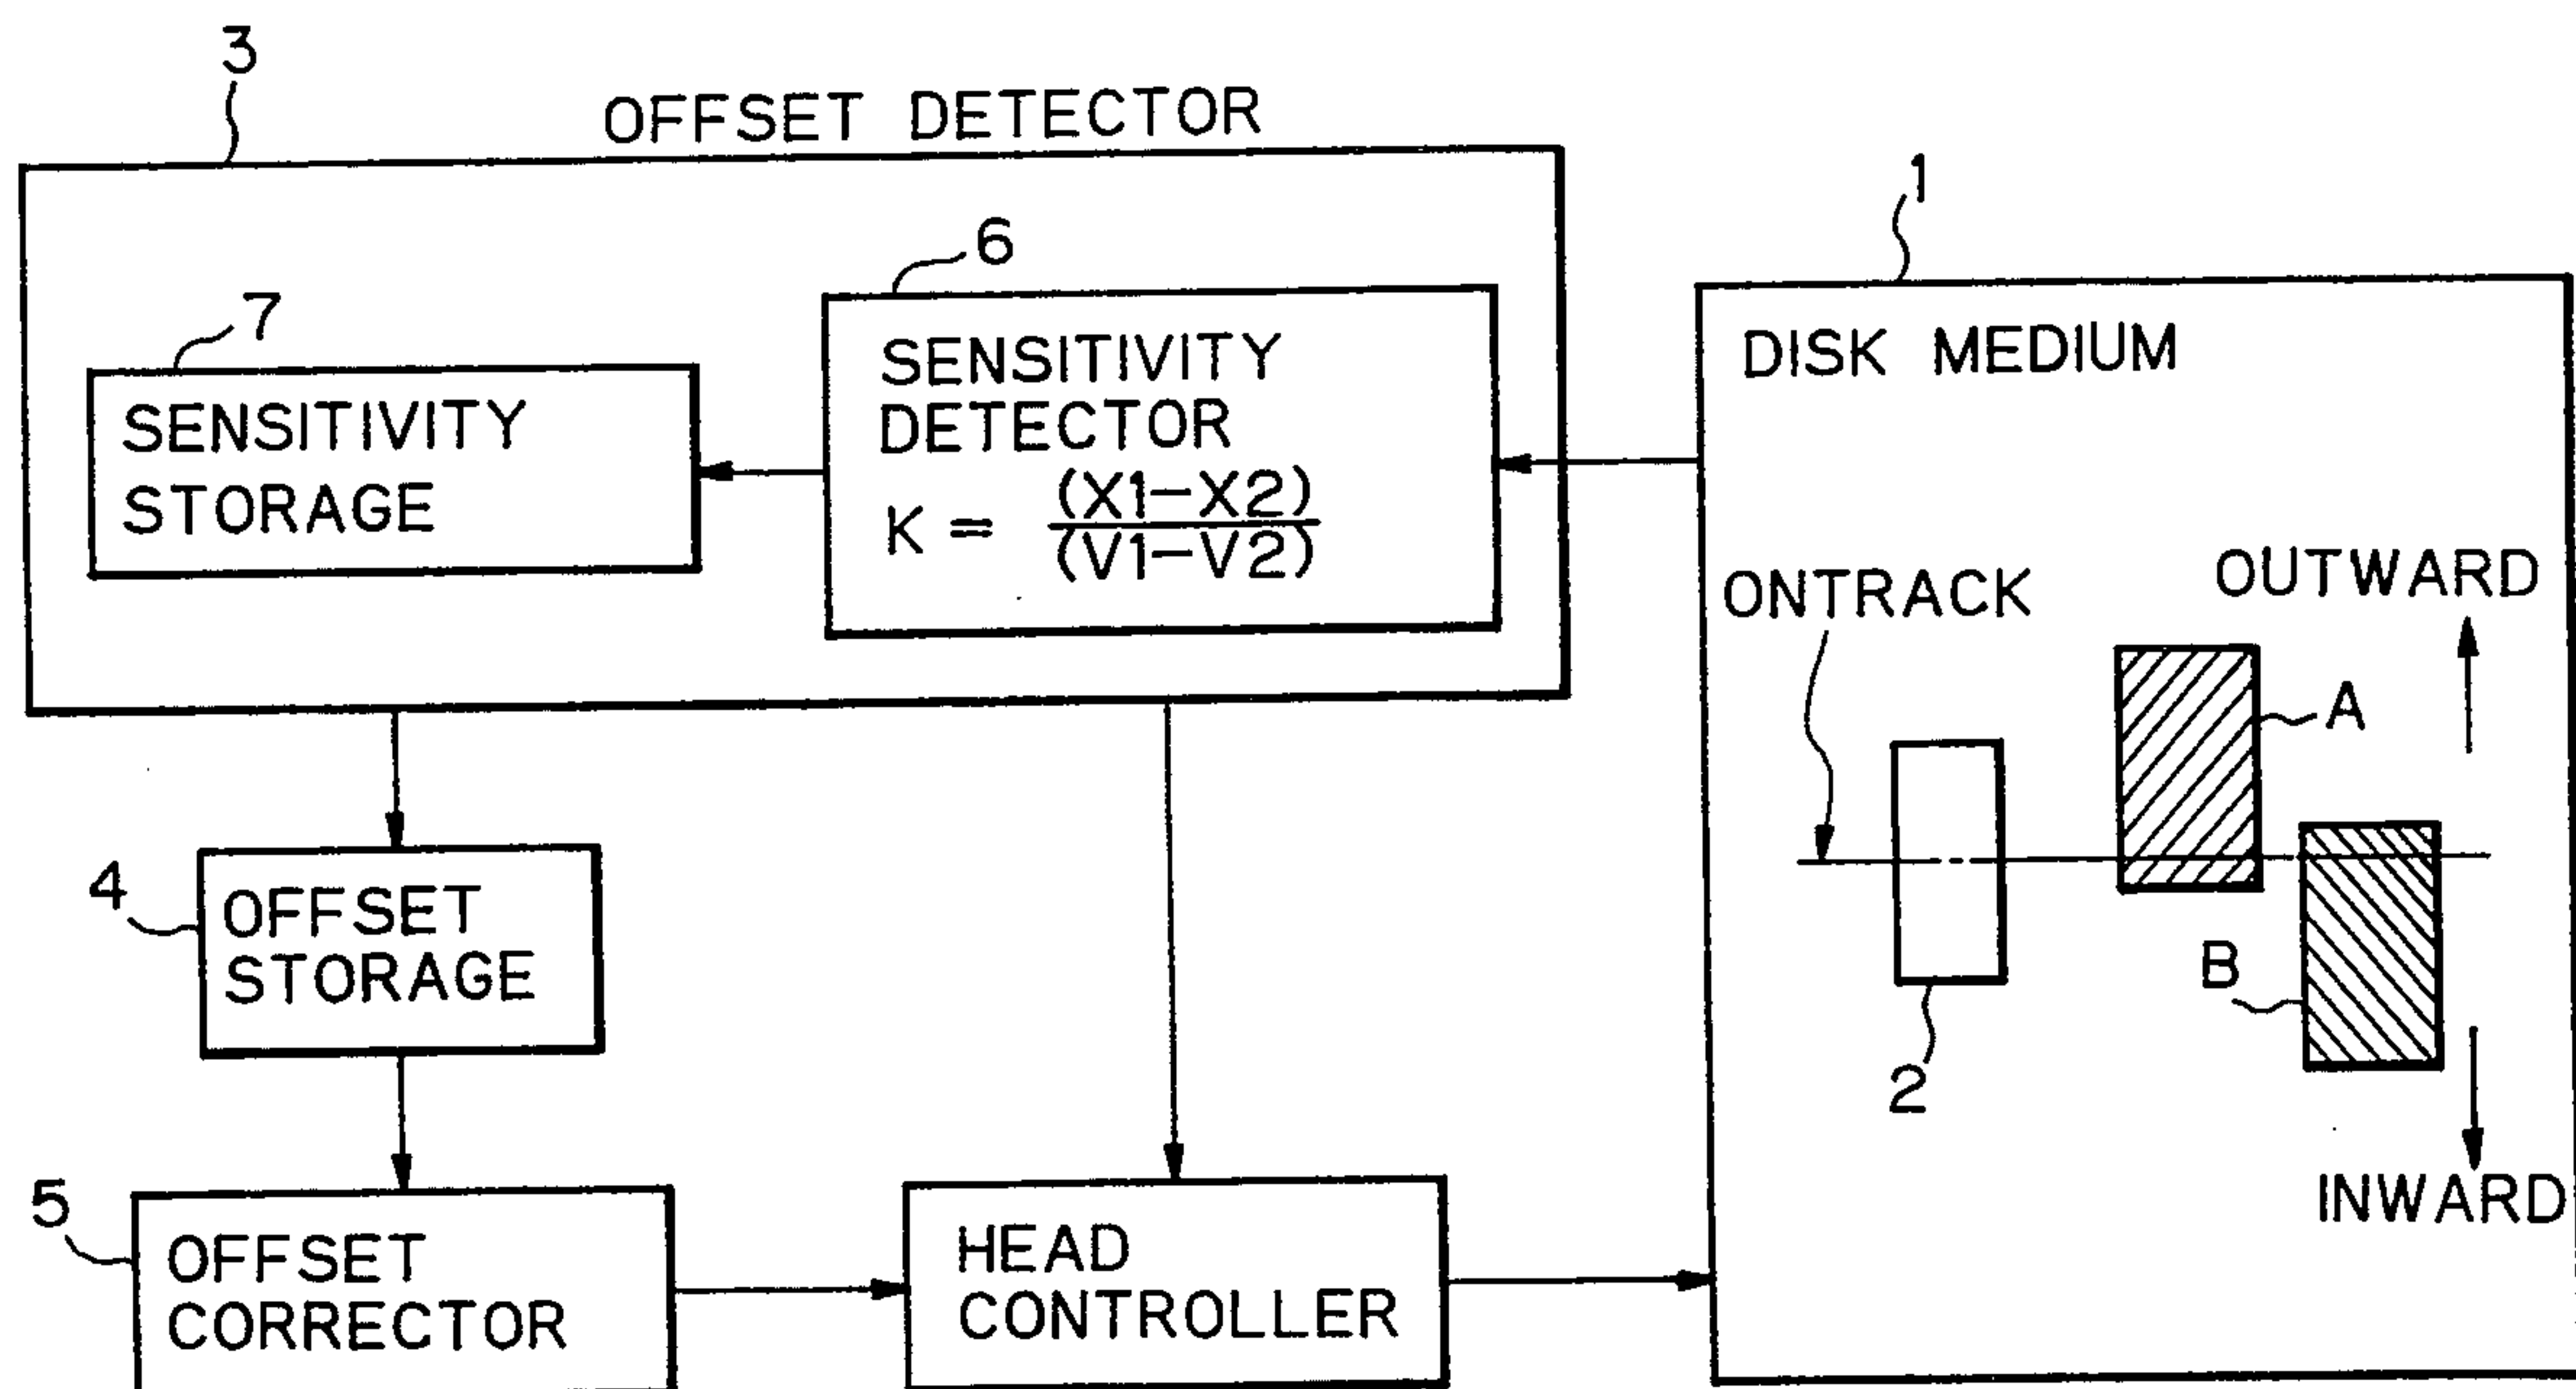 3
OFFSET DETECTOR
1
6
7
SENSITIVITY
STORAGE
SENSITIVITY
DETECTOR
K = (X1-X2)
(V1-V2)
DISK MEDIUM
ONTRACK
OUTWARD
A
B
2
INWARD
4
OFFSET
STORAGE
5
OFFSET
CORRECTOR
HEAD
CONTROLLER